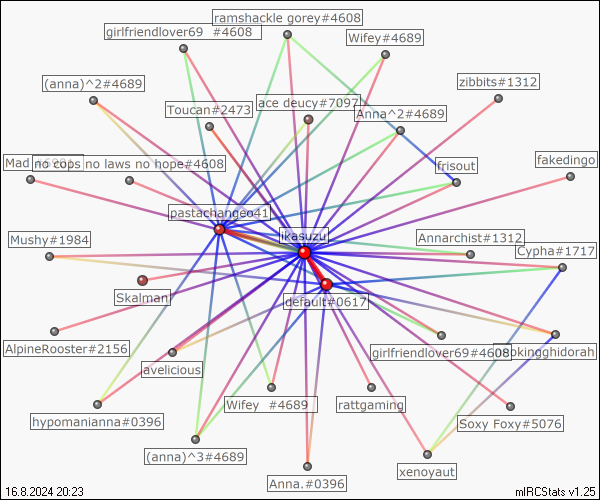 ramshackle gorey#4608
girlfriendlover69 #4608
Wifey#4689
(anna)^2#4689
zibbits#1312
Toucan#2473
ace deucy#7097
Anna^2#4689
Mad
no cops no laws no hope#4608
frisout
fakedingo
pastachangeo41
ikasuzu
Mushy#1984
Annarchist#1312
Cypha#1717
Skalman
default#0617
AlpineRooster#2156
avelicious
girlfriendlover69#4608
okingghidorah
Wifey #4689
rattgaming
hypomanianna#0396
Soxy Foxy#5076
(anna)^3#4689
xenoyaut
Anna.#0396
16.8.2024 20:23
mIRCStats v1.25